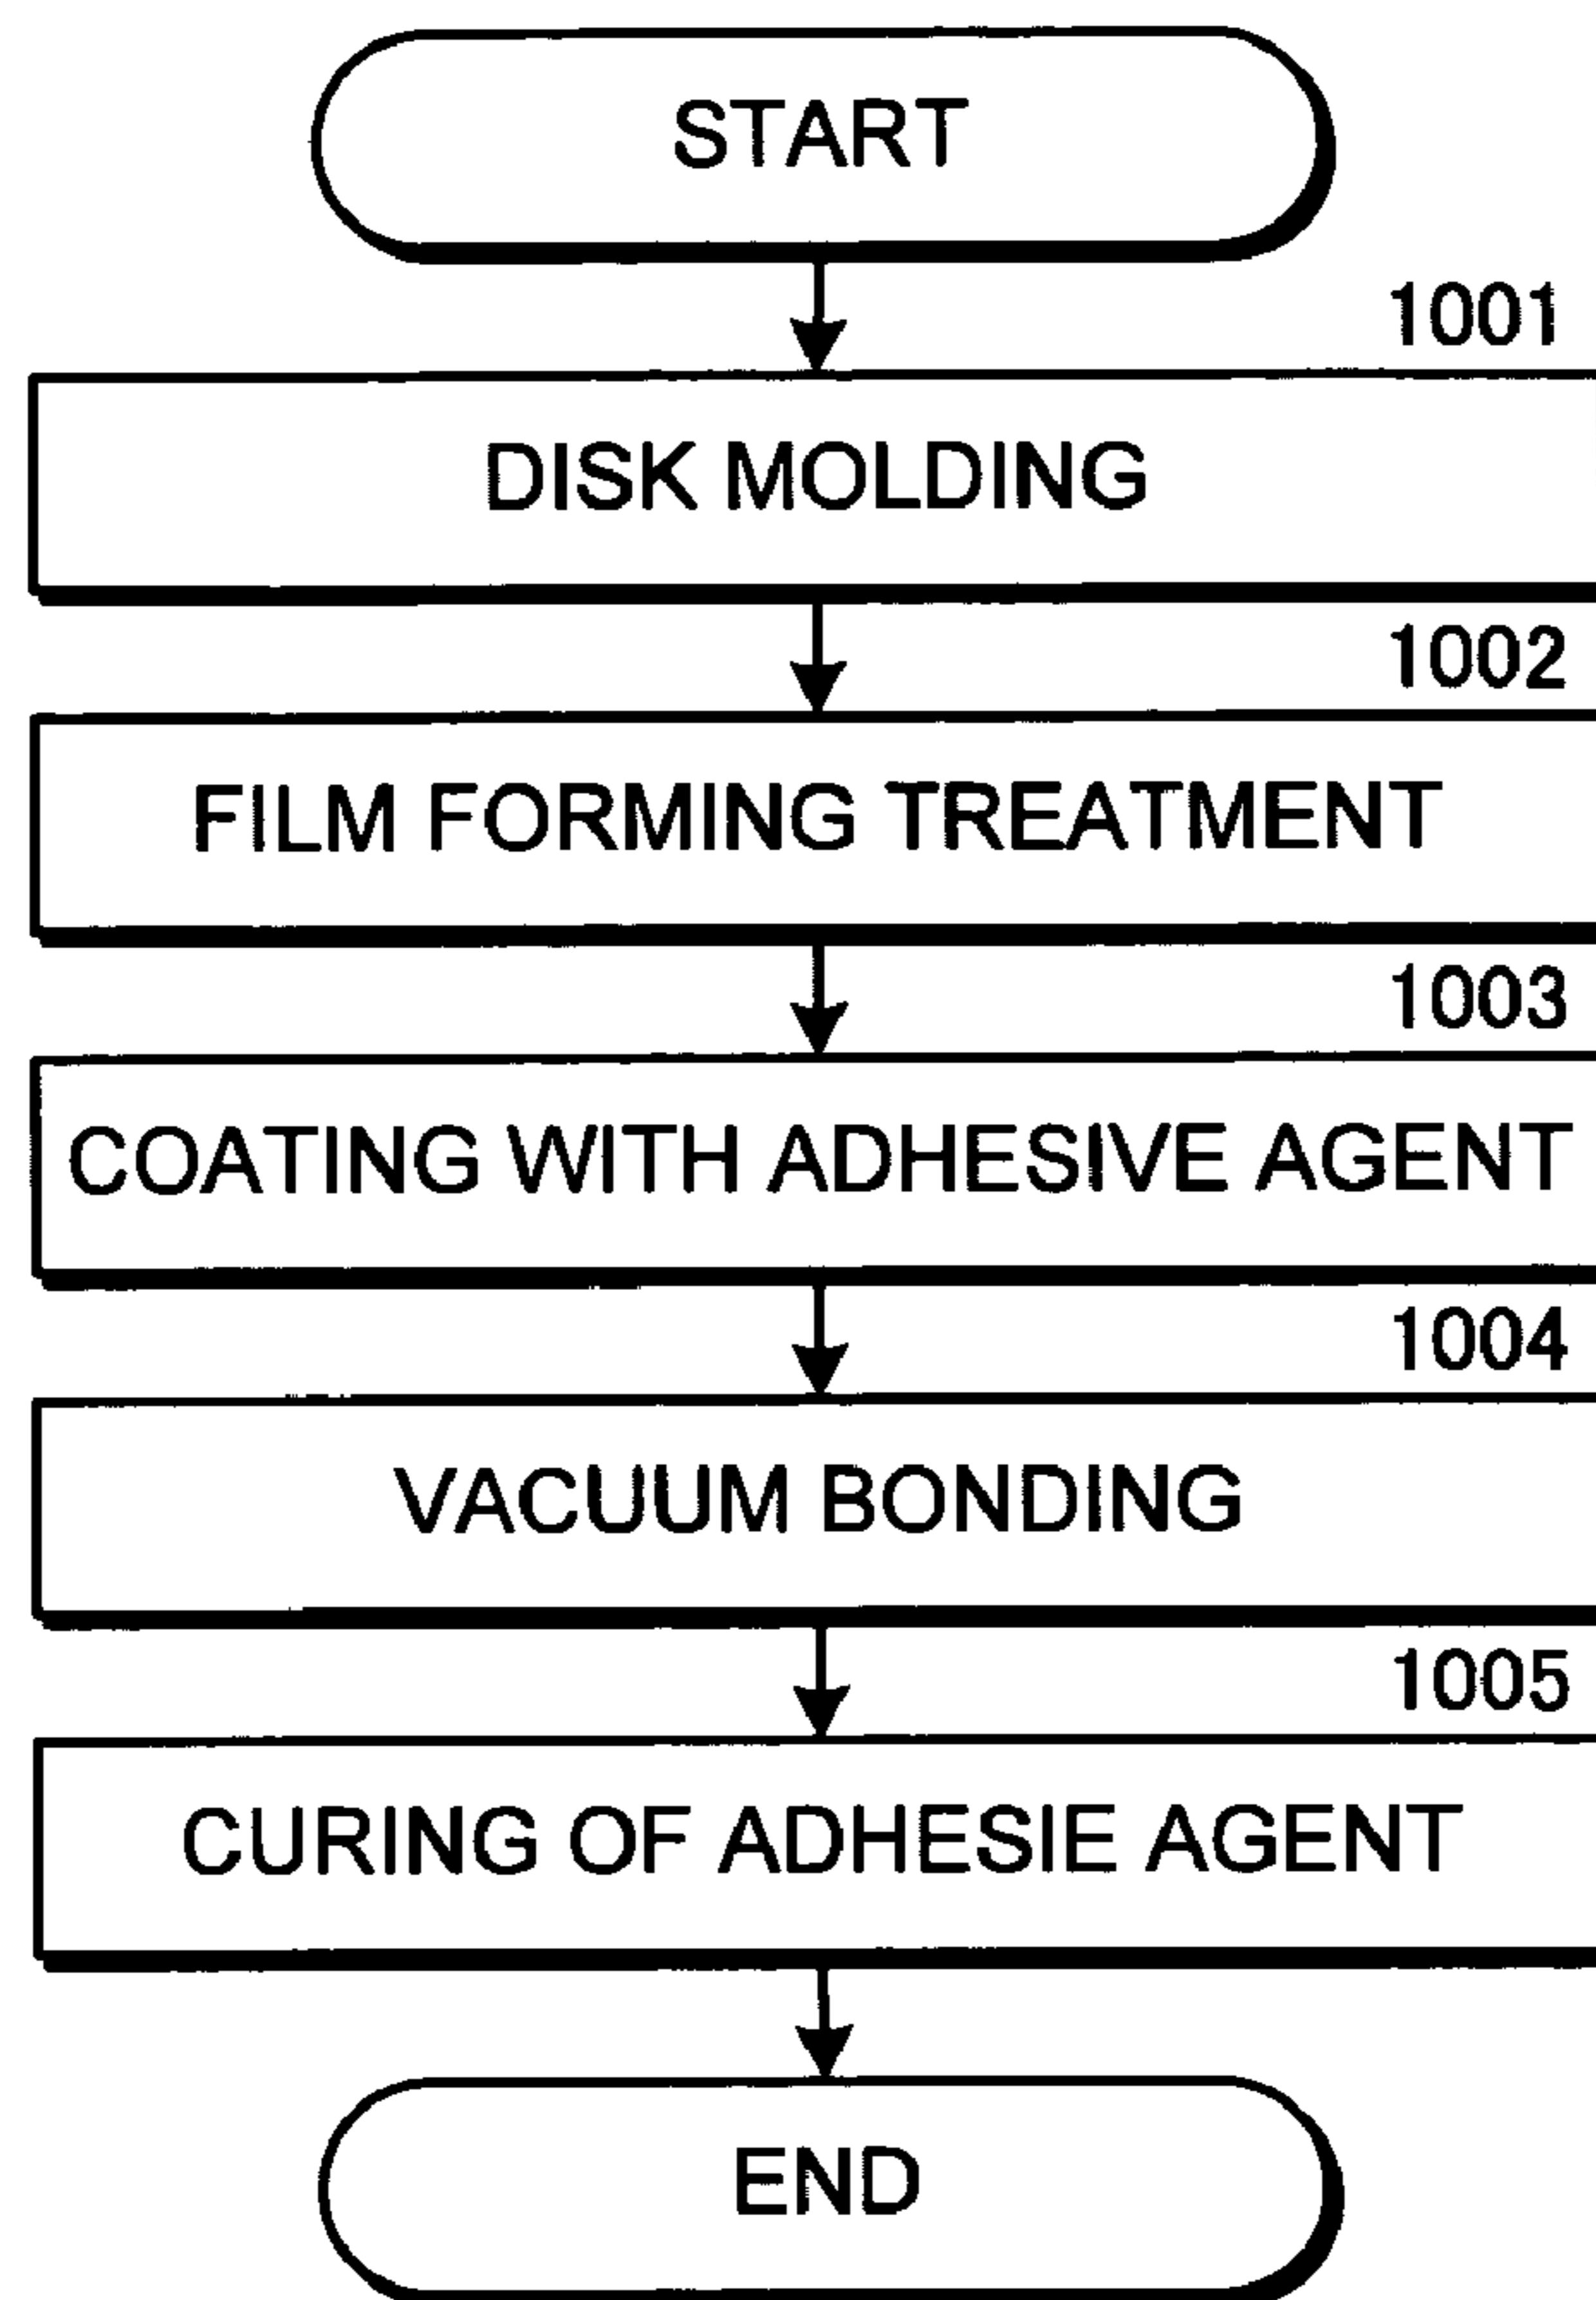 START
1001
DISK MOLDING
1002
FILM FORMING TREATMENT
1003
COATING WITH ADHESIVE AGENT
1004
VACUUM BONDING
1005
CURING OF ADHESIE AGENT
END